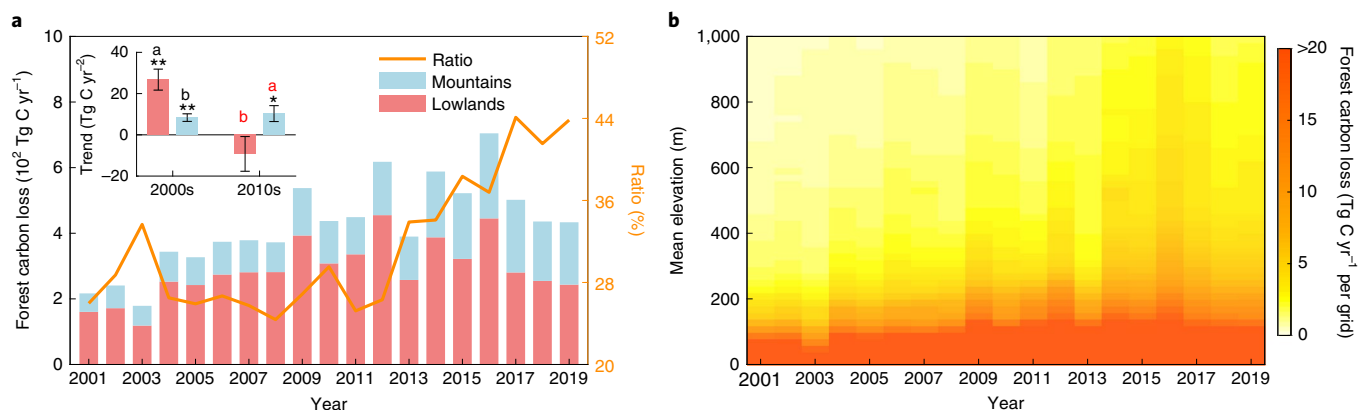 a
Forest carbon loss (10² Tg C yr⁻¹)
10
8
6
4
2
0
Trend (Tg C yr⁻²)
40
20
0
–20
a
**
b
**
b
a
*
2000s
2010s
Ratio
Mountains
Lowlands
52
44
36
28
20
Ratio (%)
2001 2003 2005 2007 2009 2011 2013 2015 2017 2019
Year
b
Mean elevation (m)
1,000
800
600
400
200
0
2001 2003 2005 2007 2009 2011 2013 2015 2017 2019
Year
>20
15
10
5
0
Forest carbon loss (Tg C yr⁻¹ per grid)